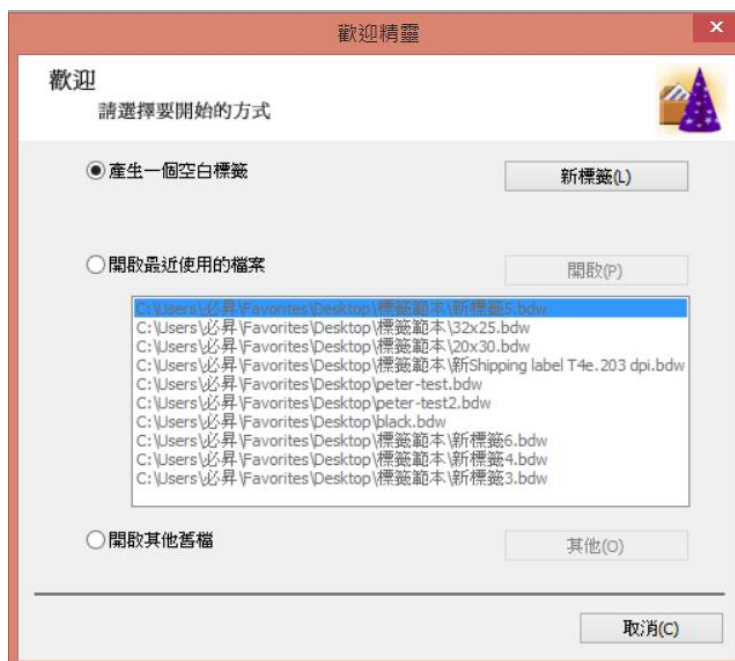 歡迎精靈
歡迎
請選擇要開始的方式
產生一個空白標籤
新標籤(L)
開啟最近使用的檔案
開啟(P)
C:\Users\必昇\Favorites\Desktop\標籤範本\新標籤5.bdw
C:\Users\必昇\Favorites\Desktop\標籤範本\32x25.bdw
C:\Users\必昇\Favorites\Desktop\標籤範本\20x30.bdw
C:\Users\必昇\Favorites\Desktop\標籤範本\新Shipping label T4e.203 dpi.bdw
C:\Users\必昇\Favorites\Desktop\peter-test.bdw
C:\Users\必昇\Favorites\Desktop\peter-test2.bdw
C:\Users\必昇\Favorites\Desktop\black.bdw
C:\Users\必昇\Favorites\Desktop\標籤範本\新標籤6.bdw
C:\Users\必昇\Favorites\Desktop\標籤範本\新標籤4.bdw
C:\Users\必昇\Favorites\Desktop\標籤範本\新標籤3.bdw
開啟其他舊檔
其他(O)
取消(C)